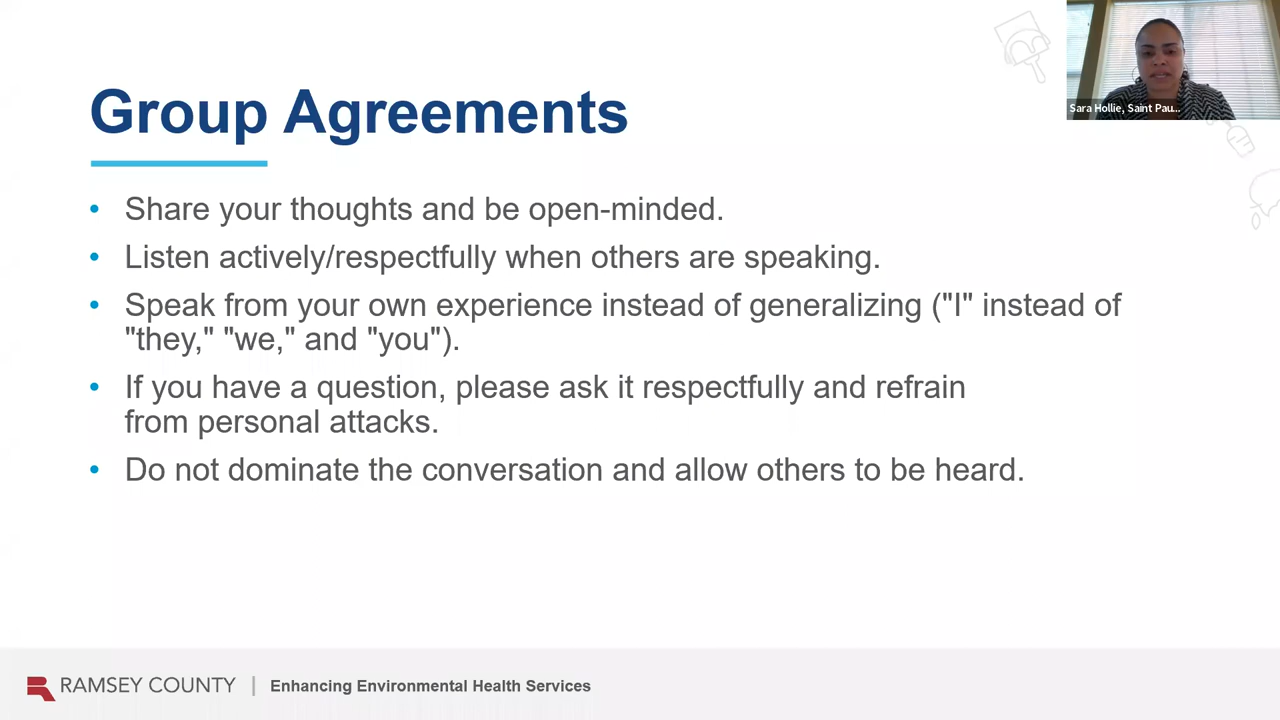 Group Agreements
Sara Hollie, Saint Pau...
• Share your thoughts and be open-minded.
• Listen actively/respectfully when others are speaking.
• Speak from your own experience instead of generalizing ("I" instead of
"they," "we," and "you").
• If you have a question, please ask it respectfully and refrain
from personal attacks.
• Do not dominate the conversation and allow others to be heard.
RAMSEY COUNTY | Enhancing Environmental Health Services